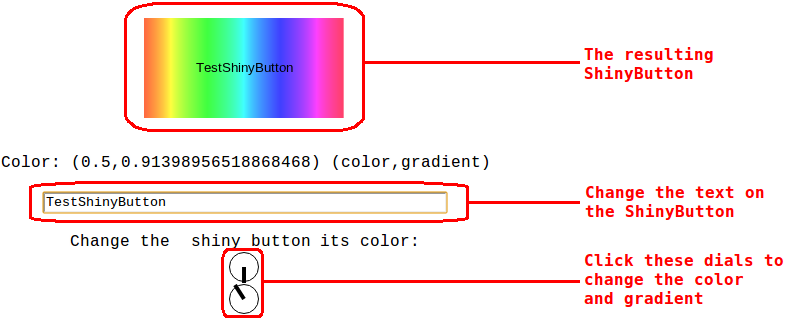 TestShinyButton
The resulting
ShinyButton
Color: (0.5,0.91398956518868468) (color,gradient)
TestShinyButton
Change the text on
the ShinyButton
Change the  shiny button its color:
Click these dials to
change the color
and gradient